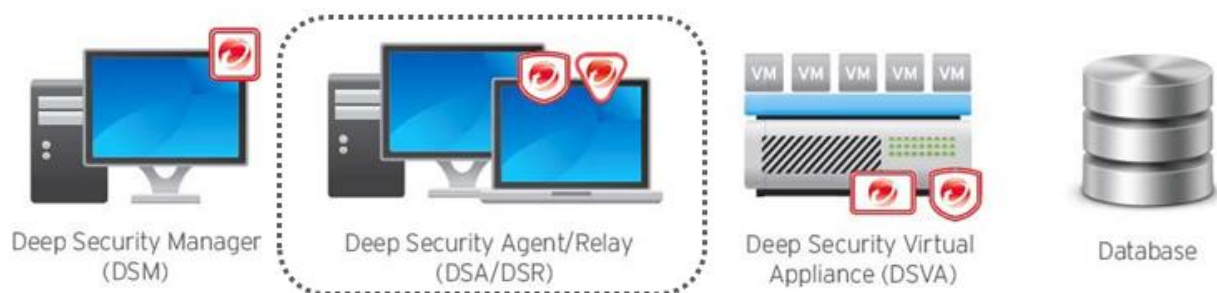 VM VM VM VM VM
Deep Security Manager
(DSM)
Deep Security Agent/Relay
(DSA/DSR)
Deep Security Virtual
Appliance (DSVA)
Database